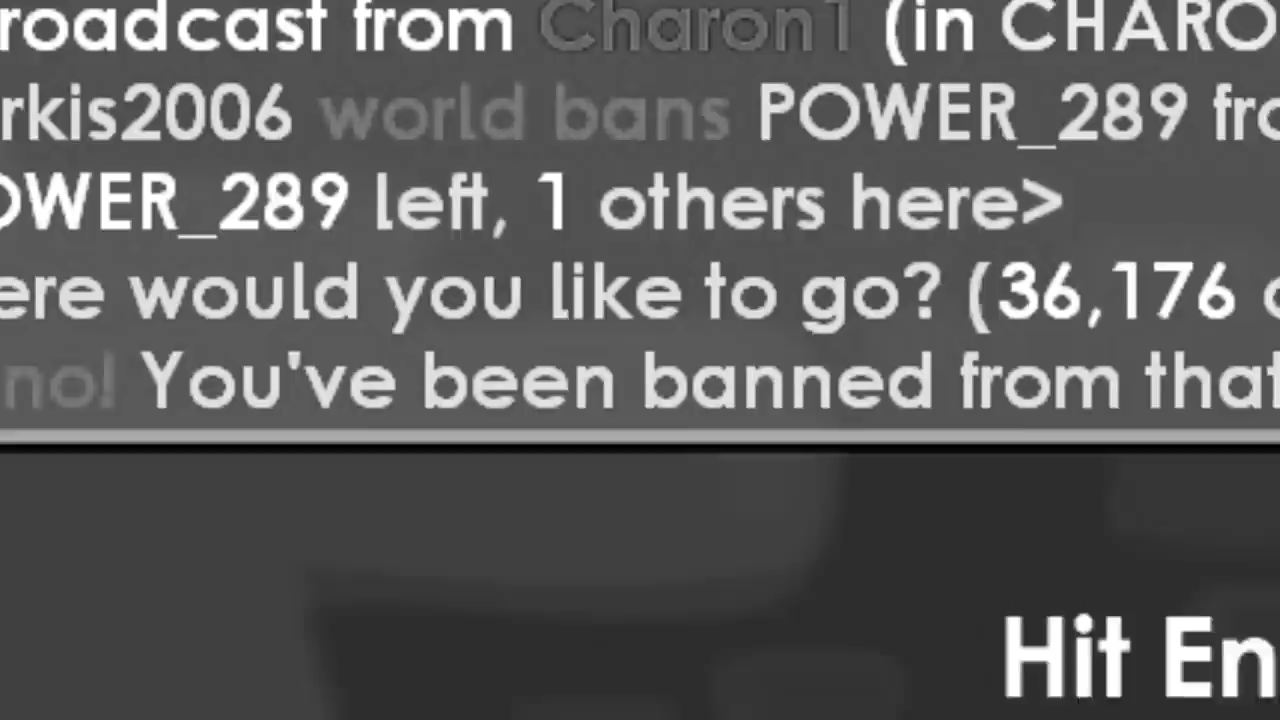 roadcast from Charon1 (in CHARO
rkis2006 world bans POWER_289 fro
OWER_289 left, 1 others here>
ere would you like to go? (36,176 c
no! You've been banned from that
Hit En